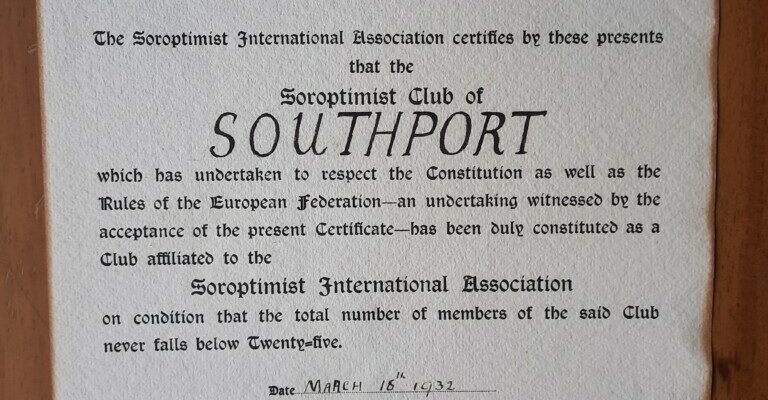 The Soroptimist International Association certifies by these presents
that the
Soroptimist Club of
SOUTHPORT
which has undertaken to respect the Constitution as well as the
Rules of the European Federation—an undertaking witnessed by the
acceptance of the present Certificate—has been duly constituted as a
Club affiliated to the
Soroptimist International Association
on condition that the total number of members of the said Club
never falls below Twenty=five.
Date MARCH 16th 1932